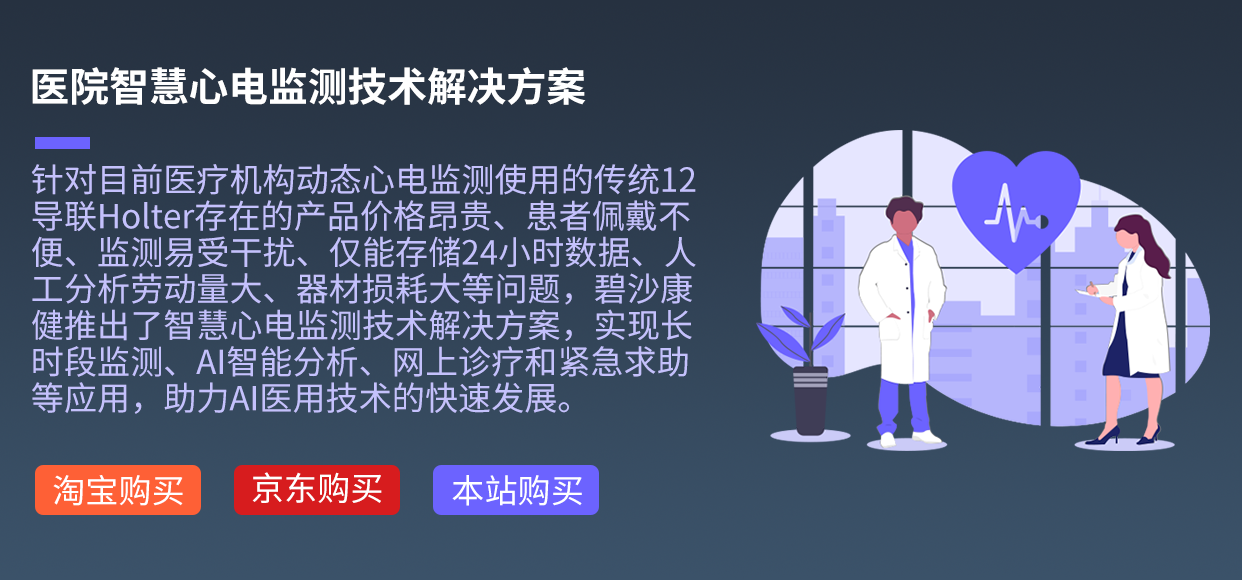 医院智慧心电监测技术解决方案
针对目前医疗机构动态心电监测使用的传统12
导联Holter存在的产品价格昂贵、患者佩戴不
便、监测易受干扰、仅能存储24小时数据、人
工分析劳动量大、器材损耗大等问题，碧沙康
健推出了智慧心电监测技术解决方案，实现长
时段监测、AI智能分析、网上诊疗和紧急求助
等应用，助力AI医用技术的快速发展。
淘宝购买
京东购买
本站购买